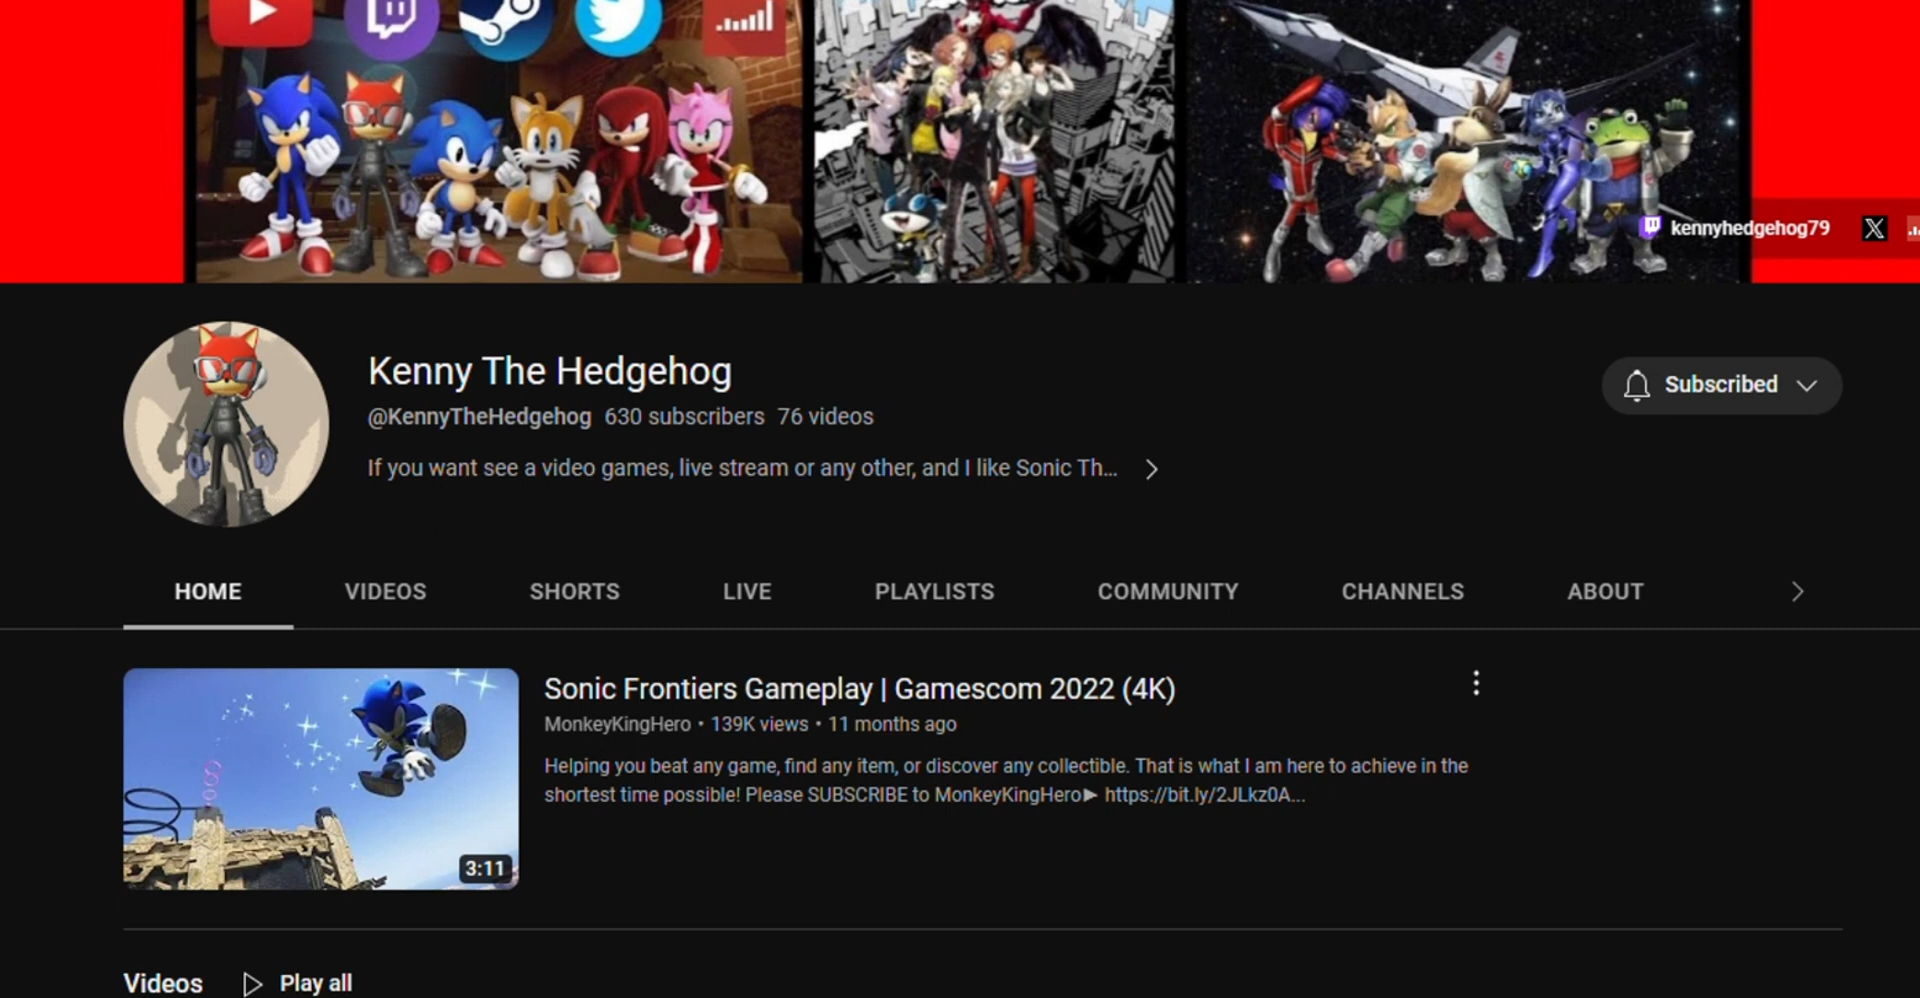 kennyhedgehog79
Kenny The Hedgehog
@KennyTheHedgehog 630 subscribers 76 videos
Subscribed
If you want see a video games, live stream or any other, and I like Sonic Th...
HOME VIDEOS SHORTS LIVE PLAYLISTS COMMUNITY CHANNELS ABOUT
Sonic Frontiers Gameplay | Gamescom 2022 (4K)
MonkeyKingHero • 139K views • 11 months ago
Helping you beat any game, find any item, or discover any collectible. That is what I am here to achieve in the
shortest time possible! Please SUBSCRIBE to MonkeyKingHero► https://bit.ly/2JLkz0A...
3:11
Videos Play all